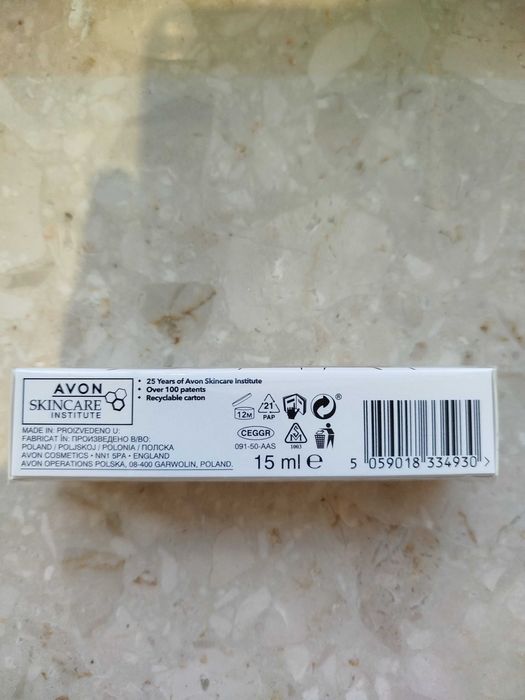 AVON
SKINCARE
INSTITUTE
• 25 Years of Avon Skincare Institute
• Over 100 patents
• Recyclable carton
MADE IN: PROIZVEDENO U:
FABRICAT ÎN: ПРОИЗВЕДЕНО В/ВО:
POLAND / POLJSKOJ / POLONIA / ПОЛСКА
AVON COSMETICS • NN1 5PA • ENGLAND
AVON OPERATIONS POLSKA, 08-400 GARWOLIN, POLAND.
12M
21
PAP
CEGGR
091-50-AAS
1003
15 ml e
5 059018 334930 >